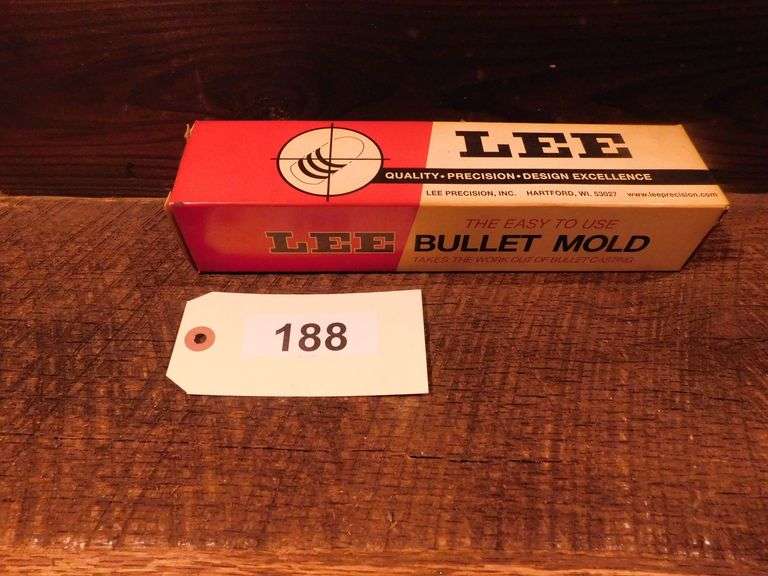 LEE
QUALITY • PRECISION • DESIGN EXCELLENCE
LEE PRECISION, INC. HARTFORD, WI. 53027 www.leeprecision.com
THE EASY TO USE
LEE BULLET MOLD
TAKES THE WORK OUT OF BULLET CASTING
188